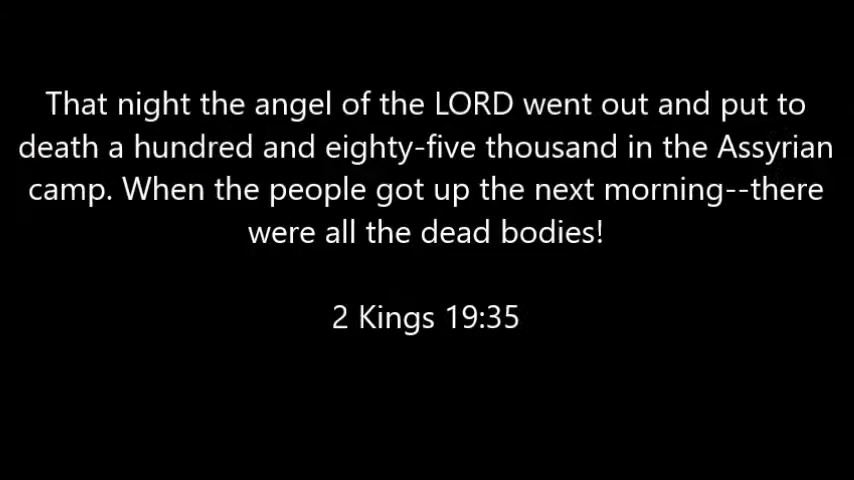 That night the angel of the LORD went out and put to
death a hundred and eighty-five thousand in the Assyrian
camp. When the people got up the next morning--there
were all the dead bodies!
2 Kings 19:35